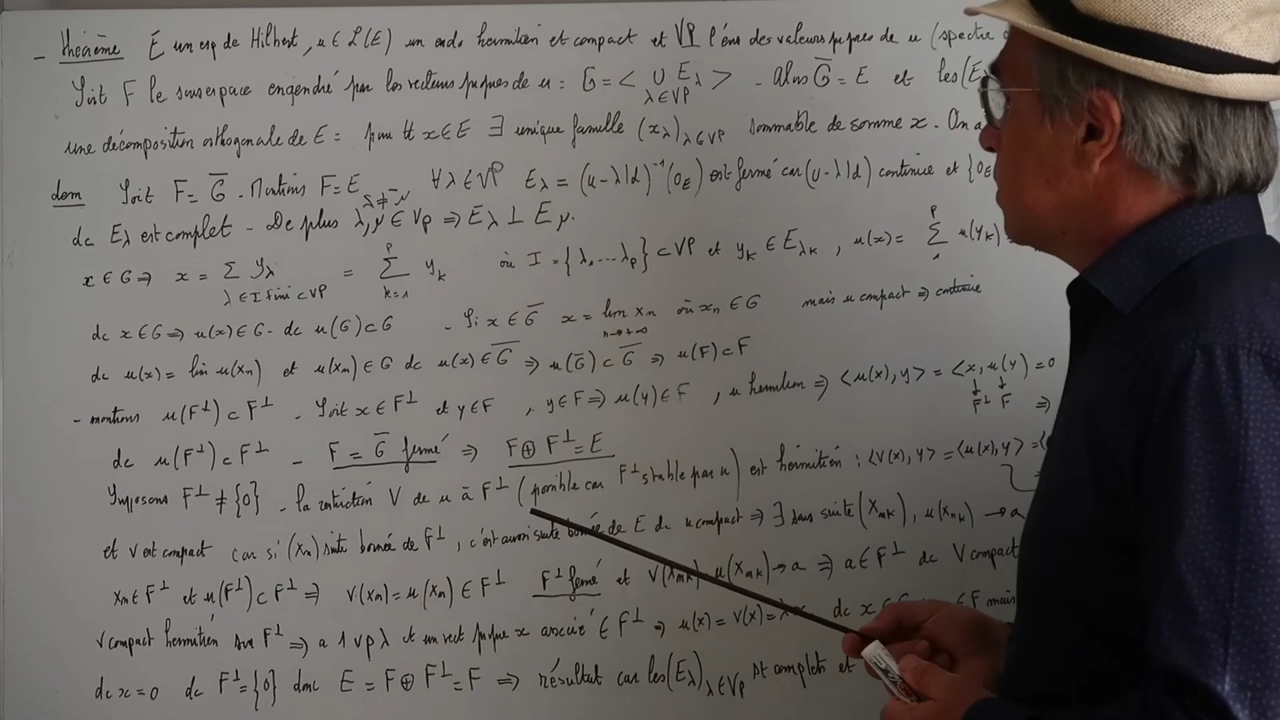 - théorème E un esp de Hilbert, u ∈ L(E) un endo hermitien et compact et VP l'ens des valeurs propres de u (spectre
Soit F le sous espace engendré par les vecteurs propres de u : G = < ∪ E_λ > - Alors G̅ = E et les (E
λ∈VP
une décomposition orthogonale de E = pour tt x∈E ∃ unique famille (x_λ)_λ∈VP sommable de somme x. On a
dem Soit F = G̅ - Montrons F = E ∀λ∈VP E_λ = (u-λId)⁻¹(0_E) est fermé car (u-λId) continue et {0_E
dc E_λ est complet - De plus λ,μ ∈ Vp λ≠μ ⇒ E_λ ⊥ E_μ.
x∈G ⇒ x = ∑_{λ∈I fini ⊂ VP} y_λ = ∑_{k=1}^{p} y_k où I = {λ₁ ... λ_p} ⊂ VP et y_k ∈ E_λk, u(x) = ∑_{1}^{p} u(y_k) =
dc x∈G ⇒ u(x)∈G - dc u(G)⊂G - Si x∈G̅ x = lim_{n→+∞} x_n où x_n∈G mais u compact ⇒ continue
dc u(x) = lim u(x_n) et u(x_n)∈G dc u(x)∈G̅ ⇒ u(G̅)⊂G̅ ⇒ u(F)⊂F
- montrons u(F⊥)⊂F⊥ - Soit x∈F⊥ et y∈F, y∈F ⇒ u(y)∈F, u hermitien ⇒ <u(x),y> = <x,u(y)> = 0
↓ ↓
F⊥ F ⇒
dc u(F⊥)⊂F⊥ - F = G̅ fermé ⇒ F⊕F⊥ = E
Supposons F⊥ ≠ {0} - la restriction V de u à F⊥ (possible car F⊥ stable par u) est hermitien : <V(x),y> = <u(x),y> =
et V est compact car si (x_n) suite bornée de F⊥, c'est aussi suite bornée de E dc u compact ⇒ ∃ sous suite (x_nk), u(x_nk) → a
x_n∈F⊥ et u(F⊥)⊂F⊥ ⇒ V(x_n) = u(x_n)∈F⊥ F⊥ fermé et V(x_nk) u(x_nk)→a ⇒ a∈F⊥ dc V compact
V compact hermitien sur F⊥ ⇒ a 1 vp λ et un vect propre x associé ∈ F⊥ ⇒ u(x) = V(x) = λx dc x∈ ∈F mais
dc x=0 dc F⊥={0} donc E = F⊕F⊥ = F ⇒ résultat car les (E_λ)_λ∈Vp st complets et